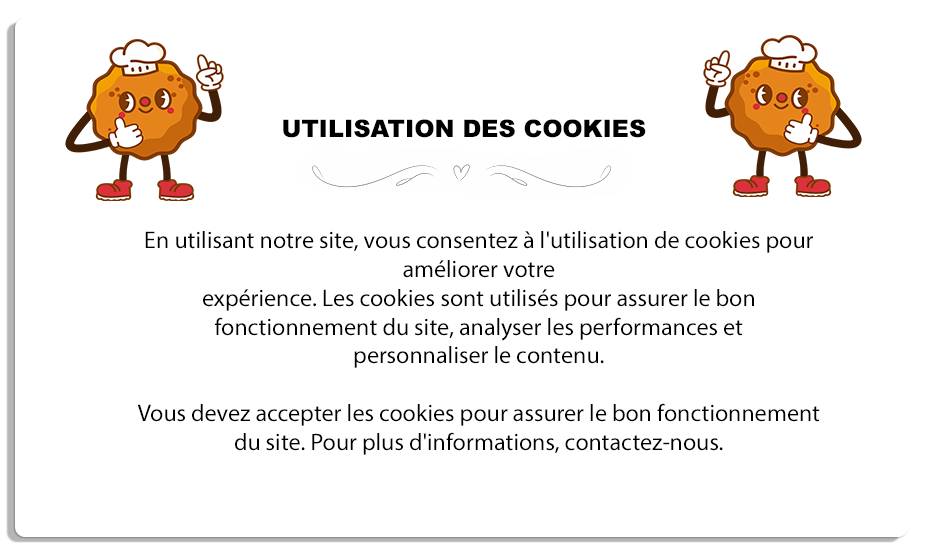 UTILISATION DES COOKIES
En utilisant notre site, vous consentez à l'utilisation de cookies pour
améliorer votre
expérience. Les cookies sont utilisés pour assurer le bon
fonctionnement du site, analyser les performances et
personnaliser le contenu.
Vous devez accepter les cookies pour assurer le bon fonctionnement
du site. Pour plus d'informations, contactez-nous.